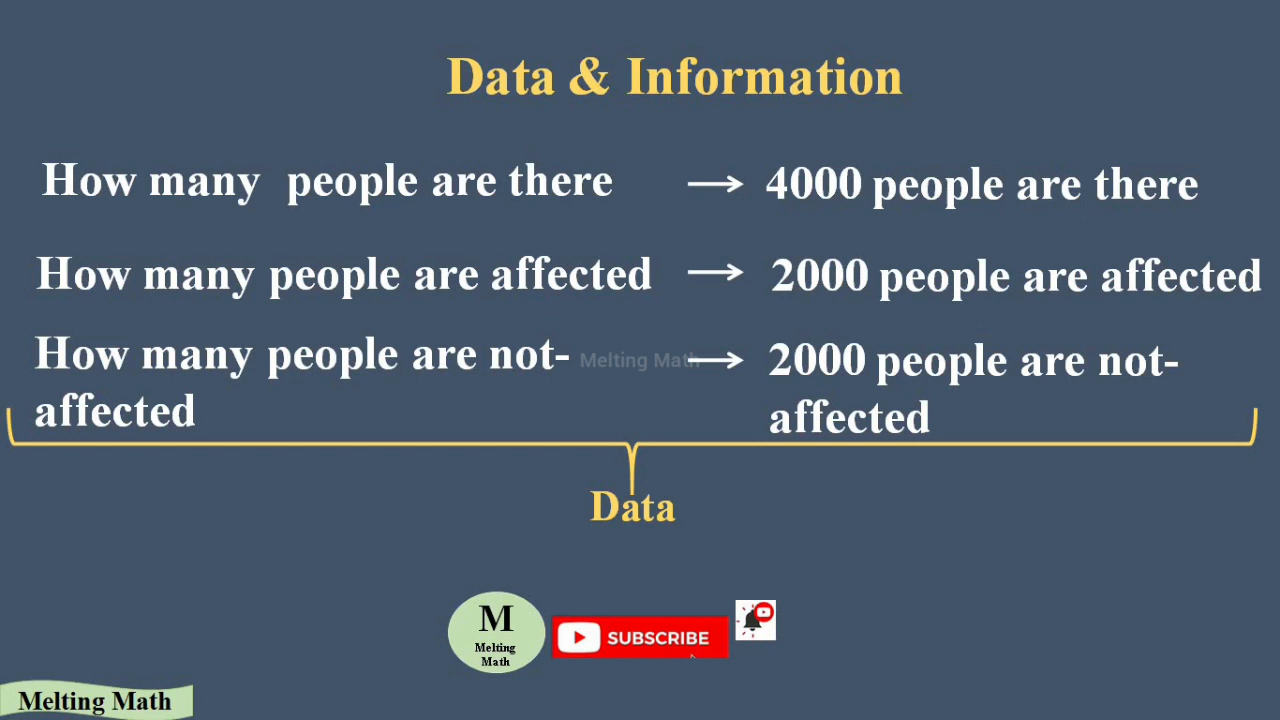 Data & Information
How many people are there → 4000 people are there
How many people are affected → 2000 people are affected
How many people are not- → 2000 people are not-
affected affected
Melting Math
Data
M
Melting
Math
SUBSCRIBE
Melting Math